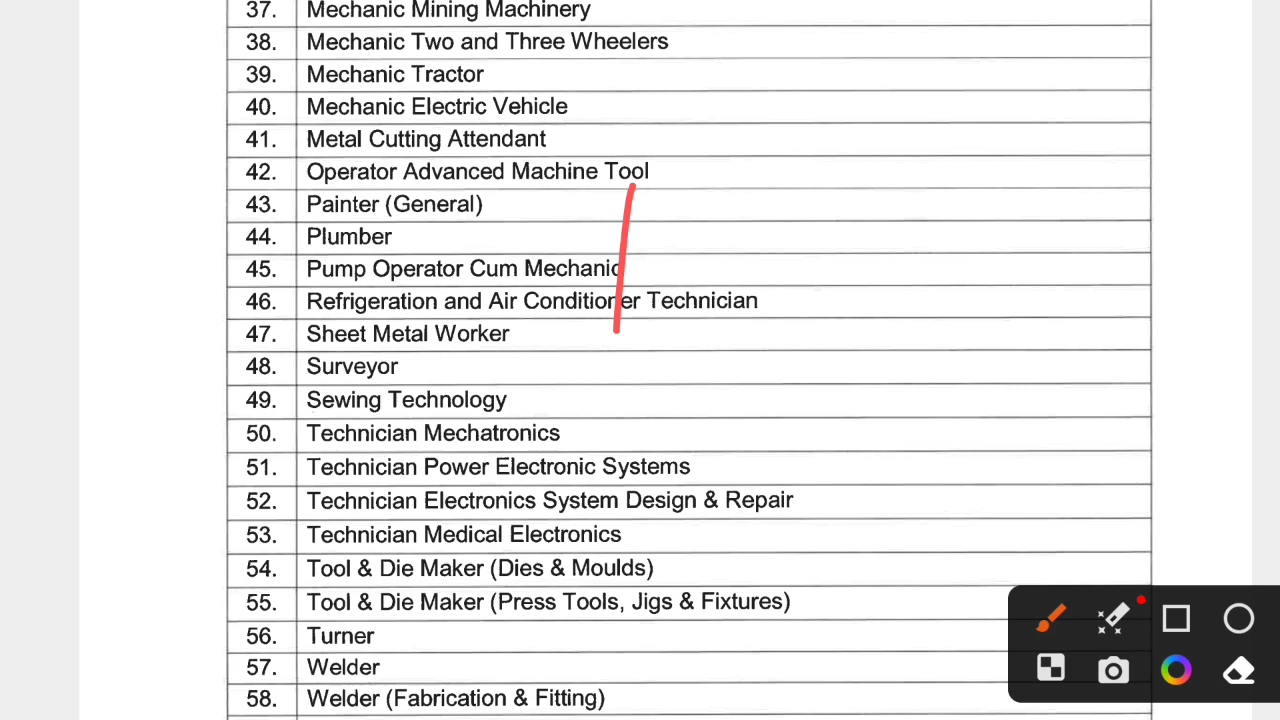 37. Mechanic Mining Machinery
38. Mechanic Two and Three Wheelers
39. Mechanic Tractor
40. Mechanic Electric Vehicle
41. Metal Cutting Attendant
42. Operator Advanced Machine Tool
43. Painter (General)
44. Plumber
45. Pump Operator Cum Mechanic
46. Refrigeration and Air Conditioner Technician
47. Sheet Metal Worker
48. Surveyor
49. Sewing Technology
50. Technician Mechatronics
51. Technician Power Electronic Systems
52. Technician Electronics System Design & Repair
53. Technician Medical Electronics
54. Tool & Die Maker (Dies & Moulds)
55. Tool & Die Maker (Press Tools, Jigs & Fixtures)
56. Turner
57. Welder
58. Welder (Fabrication & Fitting)